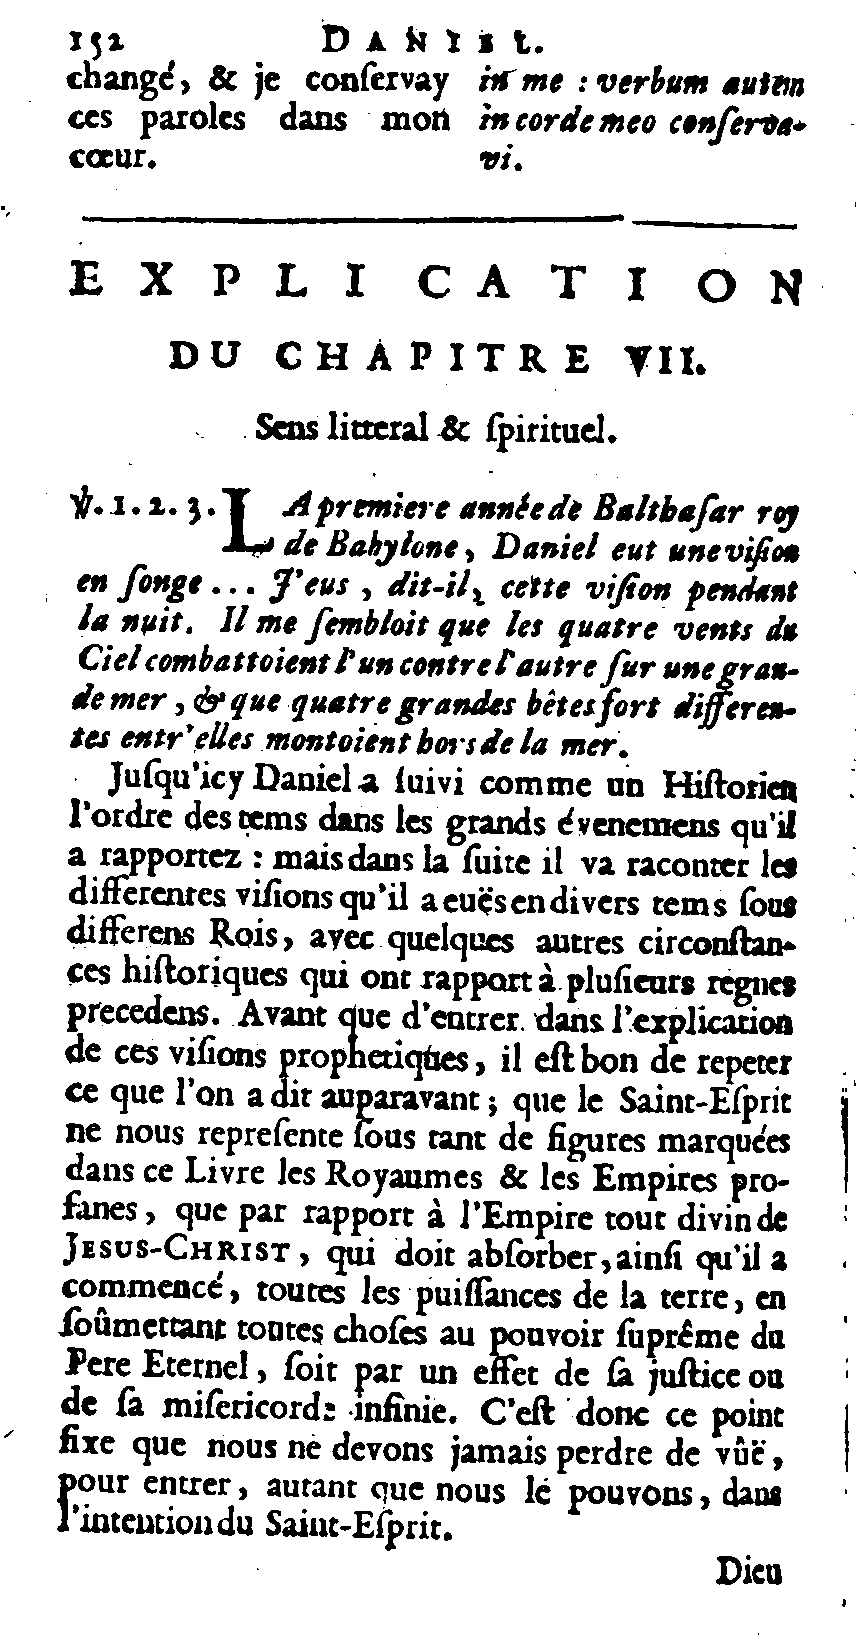 152 DANIEL.
changé, & je conſervay
ces paroles dans mon
cœur.
in me : verbum autem
in corde meo conſerva-
vi.
EXPLICATION
DU CHAPITRE VII.
Sens litteral & ſpirituel.
℣. 1. 2. 3. LA premiere année de Balthaſar roy
de Babylone, Daniel eut une viſion
en ſonge ... J'eus, dit-il, cette viſion pendant
la nuit. Il me ſembloit que les quatre vents du
Ciel combattoient l'un contre l'autre ſur une gran-
de mer, & que quatre grandes bêtes fort differen-
tes entr'elles montoient hors de la mer.
Juſqu'icy Daniel a ſuivi comme un Hiſtorien
l'ordre des tems dans les grands évenemens qu'il
a rapportez : mais dans la ſuite il va raconter les
differentes viſions qu'il a euës en divers tems ſous
differens Rois, avec quelques autres circonſtan-
ces hiſtoriques qui ont rapport à pluſieurs regnes
precedens. Avant que d'entrer dans l'explication
de ces viſions prophetiques, il eſt bon de repeter
ce que l'on a dit auparavant ; que le Saint-Eſprit
ne nous repreſente ſous tant de figures marquées
dans ce Livre les Royaumes & les Empires pro-
fanes, que par rapport à l'Empire tout divin de
JESUS-CHRIST, qui doit abſorber, ainſi qu'il a
commencé, toutes les puiſſances de la terre, en
ſoûmettant toutes choſes au pouvoir ſuprême du
Pere Eternel, ſoit par un effet de ſa juſtice ou
de ſa miſericorde infinie. C'eſt donc ce point
fixe que nous ne devons jamais perdre de vûë,
pour entrer, autant que nous le pouvons, dans
l'intention du Saint-Eſprit.
Dieu